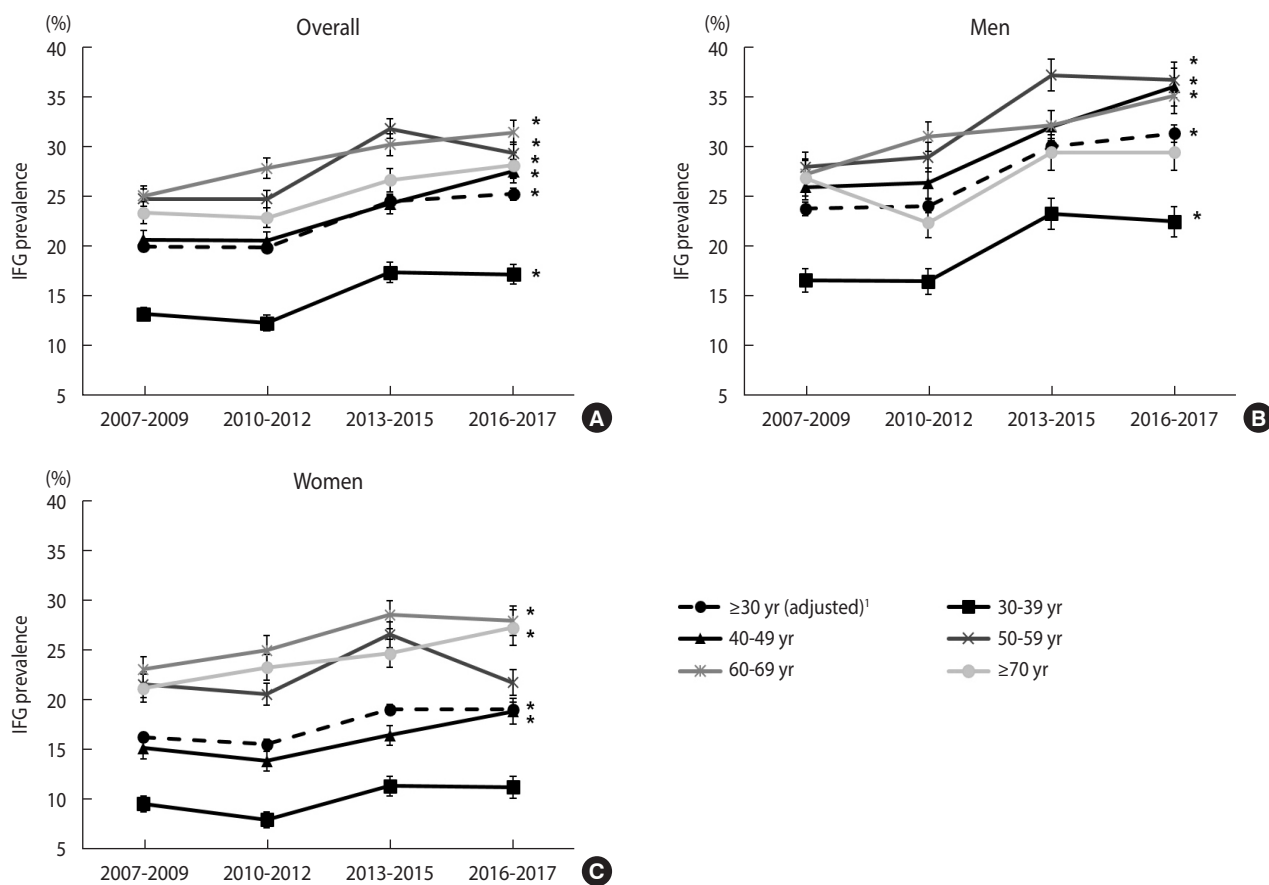 (%)
Overall
40
35
30
25
20
15
10
5
IFG prevalence
*
*
*
*
*
*
2007-2009 2010-2012 2013-2015 2016-2017
A
(%)
Men
40
35
30
25
20
15
10
5
IFG prevalence
*
*
*
*
*
2007-2009 2010-2012 2013-2015 2016-2017
B
(%)
Women
40
35
30
25
20
15
10
5
IFG prevalence
*
*
*
*
2007-2009 2010-2012 2013-2015 2016-2017
C
≥30 yr (adjusted)¹
30-39 yr
40-49 yr
50-59 yr
60-69 yr
≥70 yr